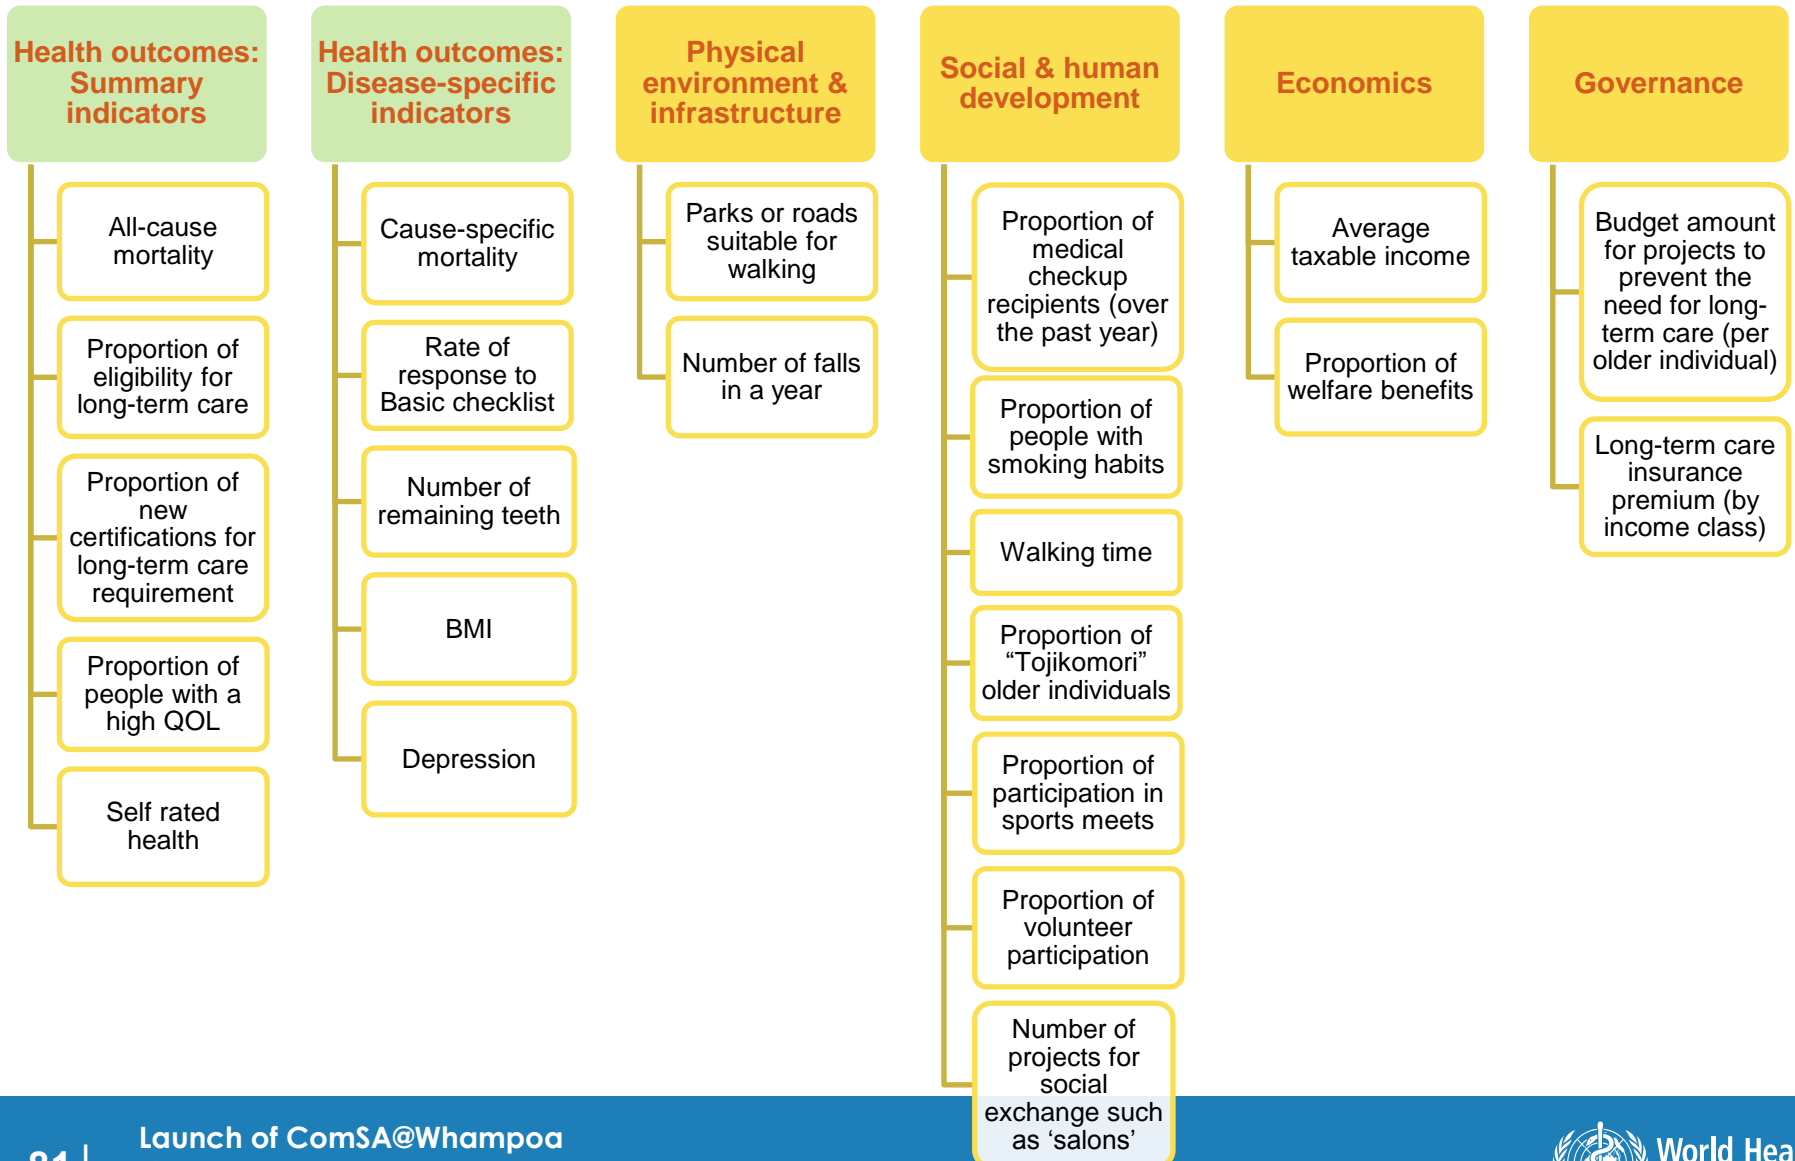 Health outcomes:
Summary
indicators
All-cause
mortality
Proportion of
eligibility for
long-term care
Proportion of
new
certifications for
long-term care
requirement
Proportion of
people with a
high QOL
Self rated
health
Health outcomes:
Disease-specific
indicators
Cause-specific
mortality
Rate of
response to
Basic checklist
Number of
remaining teeth
BMI
Depression
Physical
environment &
infrastructure
Parks or roads
suitable for
walking
Number of falls
in a year
Social & human
development
Proportion of
medical
checkup
recipients (over
the past year)
Proportion of
people with
smoking habits
Walking time
Proportion of
“Tojikomori”
older individuals
Proportion of
participation in
sports meets
Proportion of
volunteer
participation
Number of
projects for
social
exchange such
as ‘salons’
Economics
Average
taxable income
Proportion of
welfare benefits
Governance
Budget amount
for projects to
prevent the
need for long-
term care (per
older individual)
Long-term care
insurance
premium (by
income class)
81
Launch of ComSA@Whampoa
World Hea